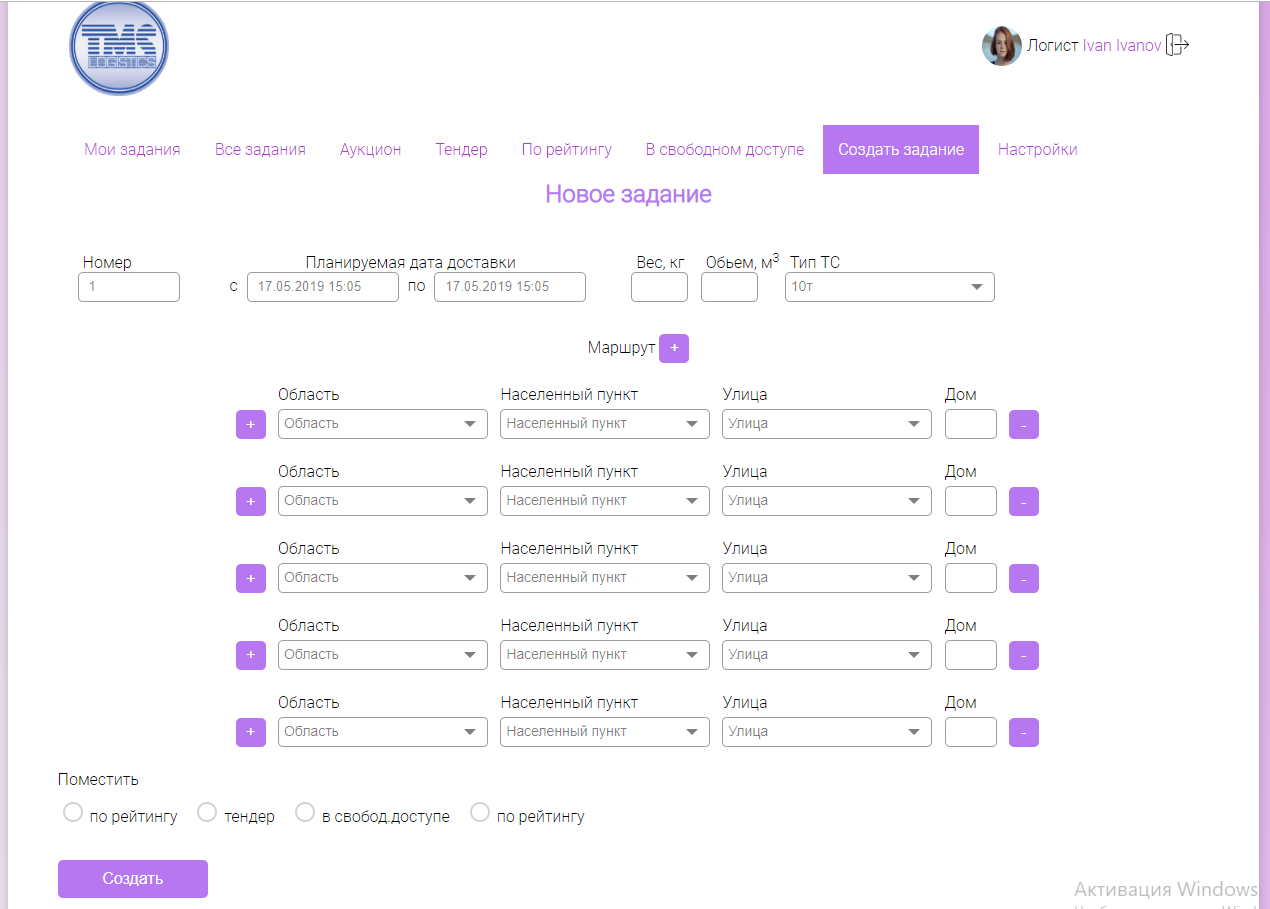 TMS
LOGISTICS
Логист Ivan Ivanov
Мои задания Все задания Аукцион Тендер По рейтингу В свободном доступе Создать задание Настройки
Новое задание
Номер Планируемая дата доставки Вес, кг Обьем, м³ Тип ТС
1 с 17.05.2019 15:05 по 17.05.2019 15:05 10т
Маршрут +
Область Населенный пункт Улица Дом
+ Область Населенный пункт Улица -
Область Населенный пункт Улица Дом
+ Область Населенный пункт Улица -
Область Населенный пункт Улица Дом
+ Область Населенный пункт Улица -
Область Населенный пункт Улица Дом
+ Область Населенный пункт Улица -
Область Населенный пункт Улица Дом
+ Область Населенный пункт Улица -
Поместить
по рейтингу тендер в свобод.доступе по рейтингу
Создать
Активация Windows